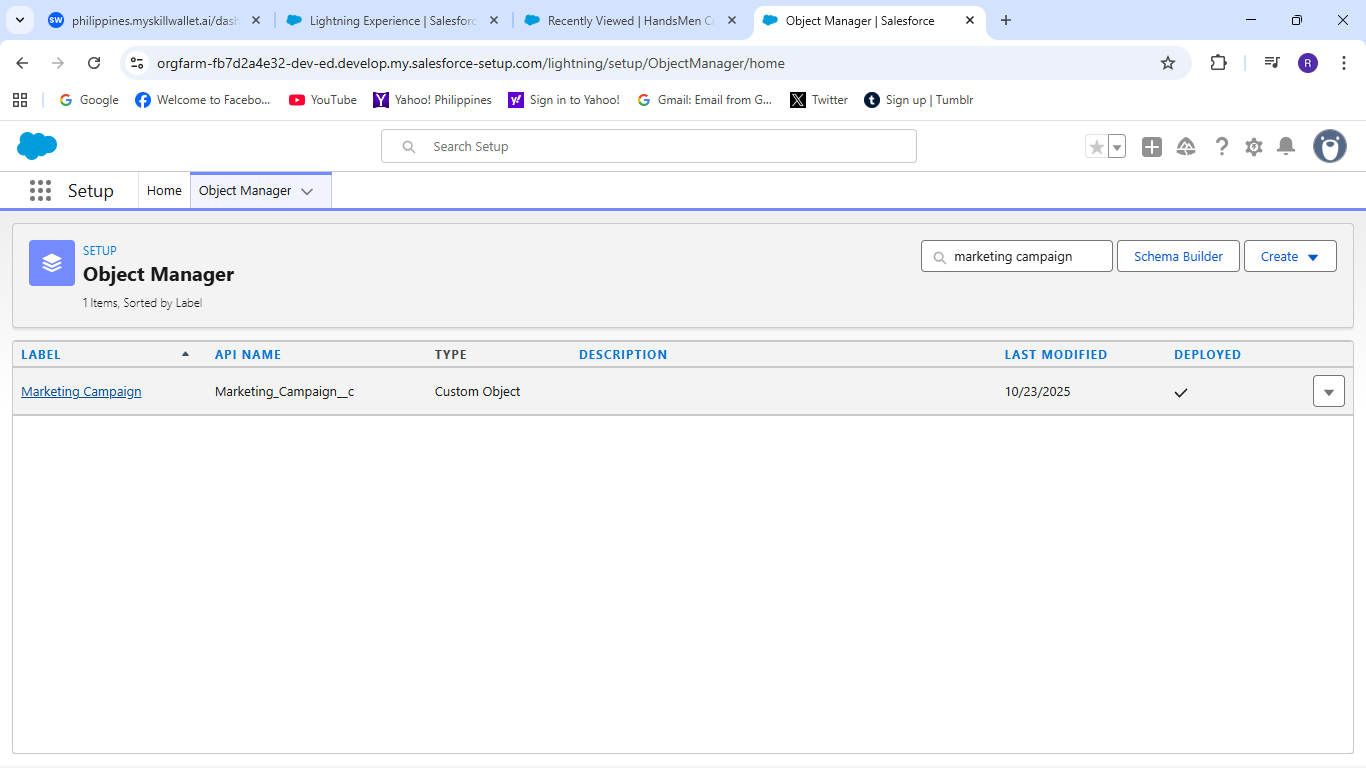 SW philippines.myskillwallet.ai/dash
Lightning Experience | Salesforc
Recently Viewed | HandsMen Cu
Object Manager | Salesforce
orgfarm-fb7d2a4e32-dev-ed.develop.my.salesforce-setup.com/lightning/setup/ObjectManager/home
R
Google
Welcome to Facebo...
YouTube
Yahoo! Philippines
Sign in to Yahoo!
Gmail: Email from G...
Twitter
Sign up | Tumblr
Search Setup
Setup
Home
Object Manager
SETUP
Object Manager
1 Items, Sorted by Label
marketing campaign
Schema Builder
Create
LABEL API NAME TYPE DESCRIPTION LAST MODIFIED DEPLOYED
Marketing Campaign Marketing_Campaign__c Custom Object 10/23/2025